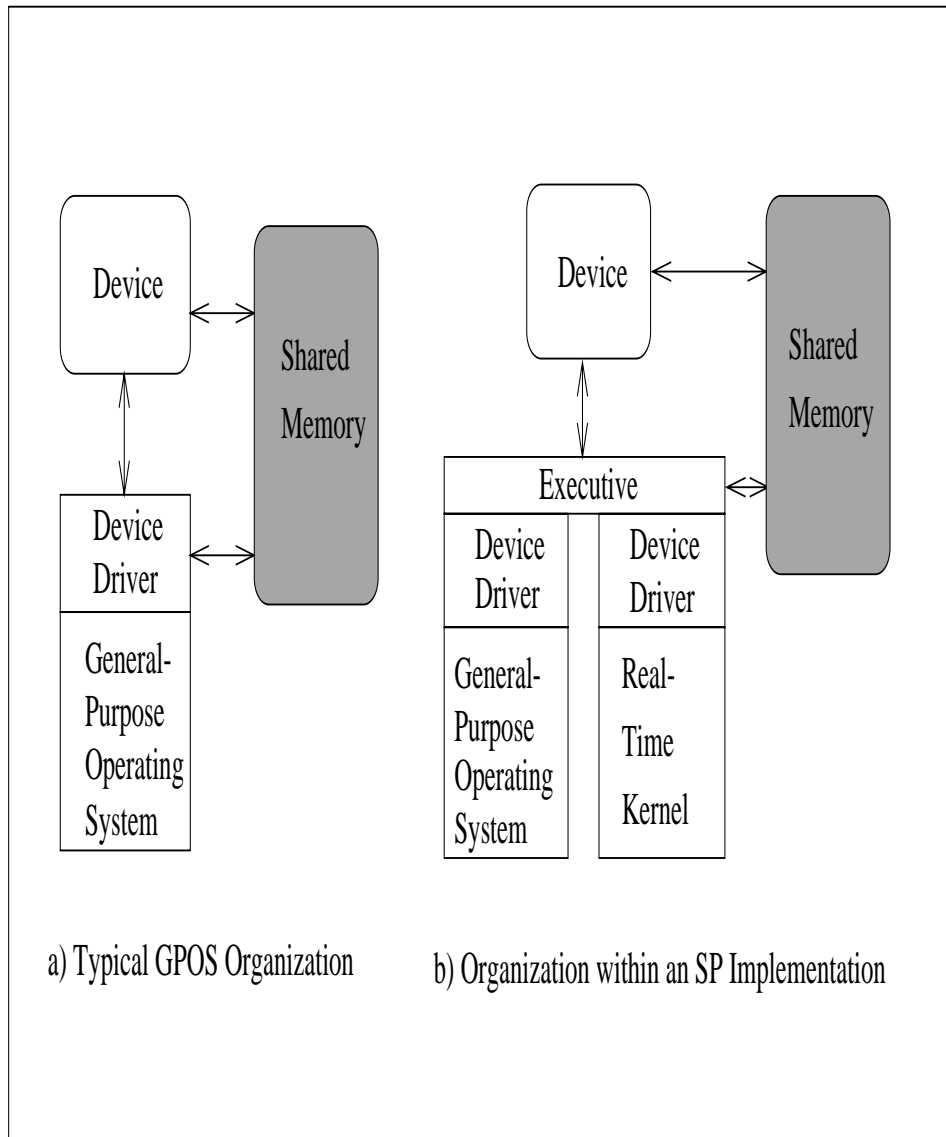 Device
Shared
Memory
Device
Driver
General-
Purpose
Operating
System
a) Typical GPOS Organization
Device
Shared
Memory
Executive
Device
Driver
Device
Driver
General-
Purpose
Operating
System
Real-
Time
Kernel
b) Organization within an SP Implementation